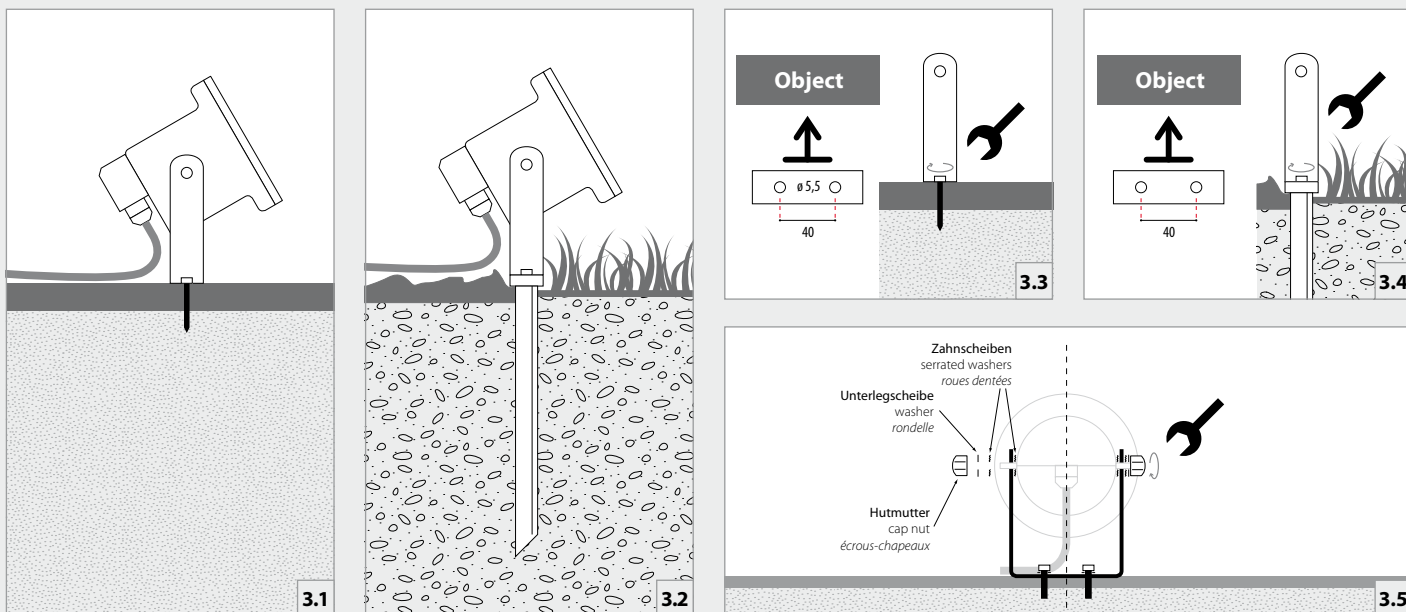 3.1
3.2
Object
ø 5,5
40
3.3
Object
40
3.4
Zahnscheiben
serrated washers
roues dentées
Unterlegscheibe
washer
rondelle
Hutmutter
cap nut
écrous-chapeaux
3.5